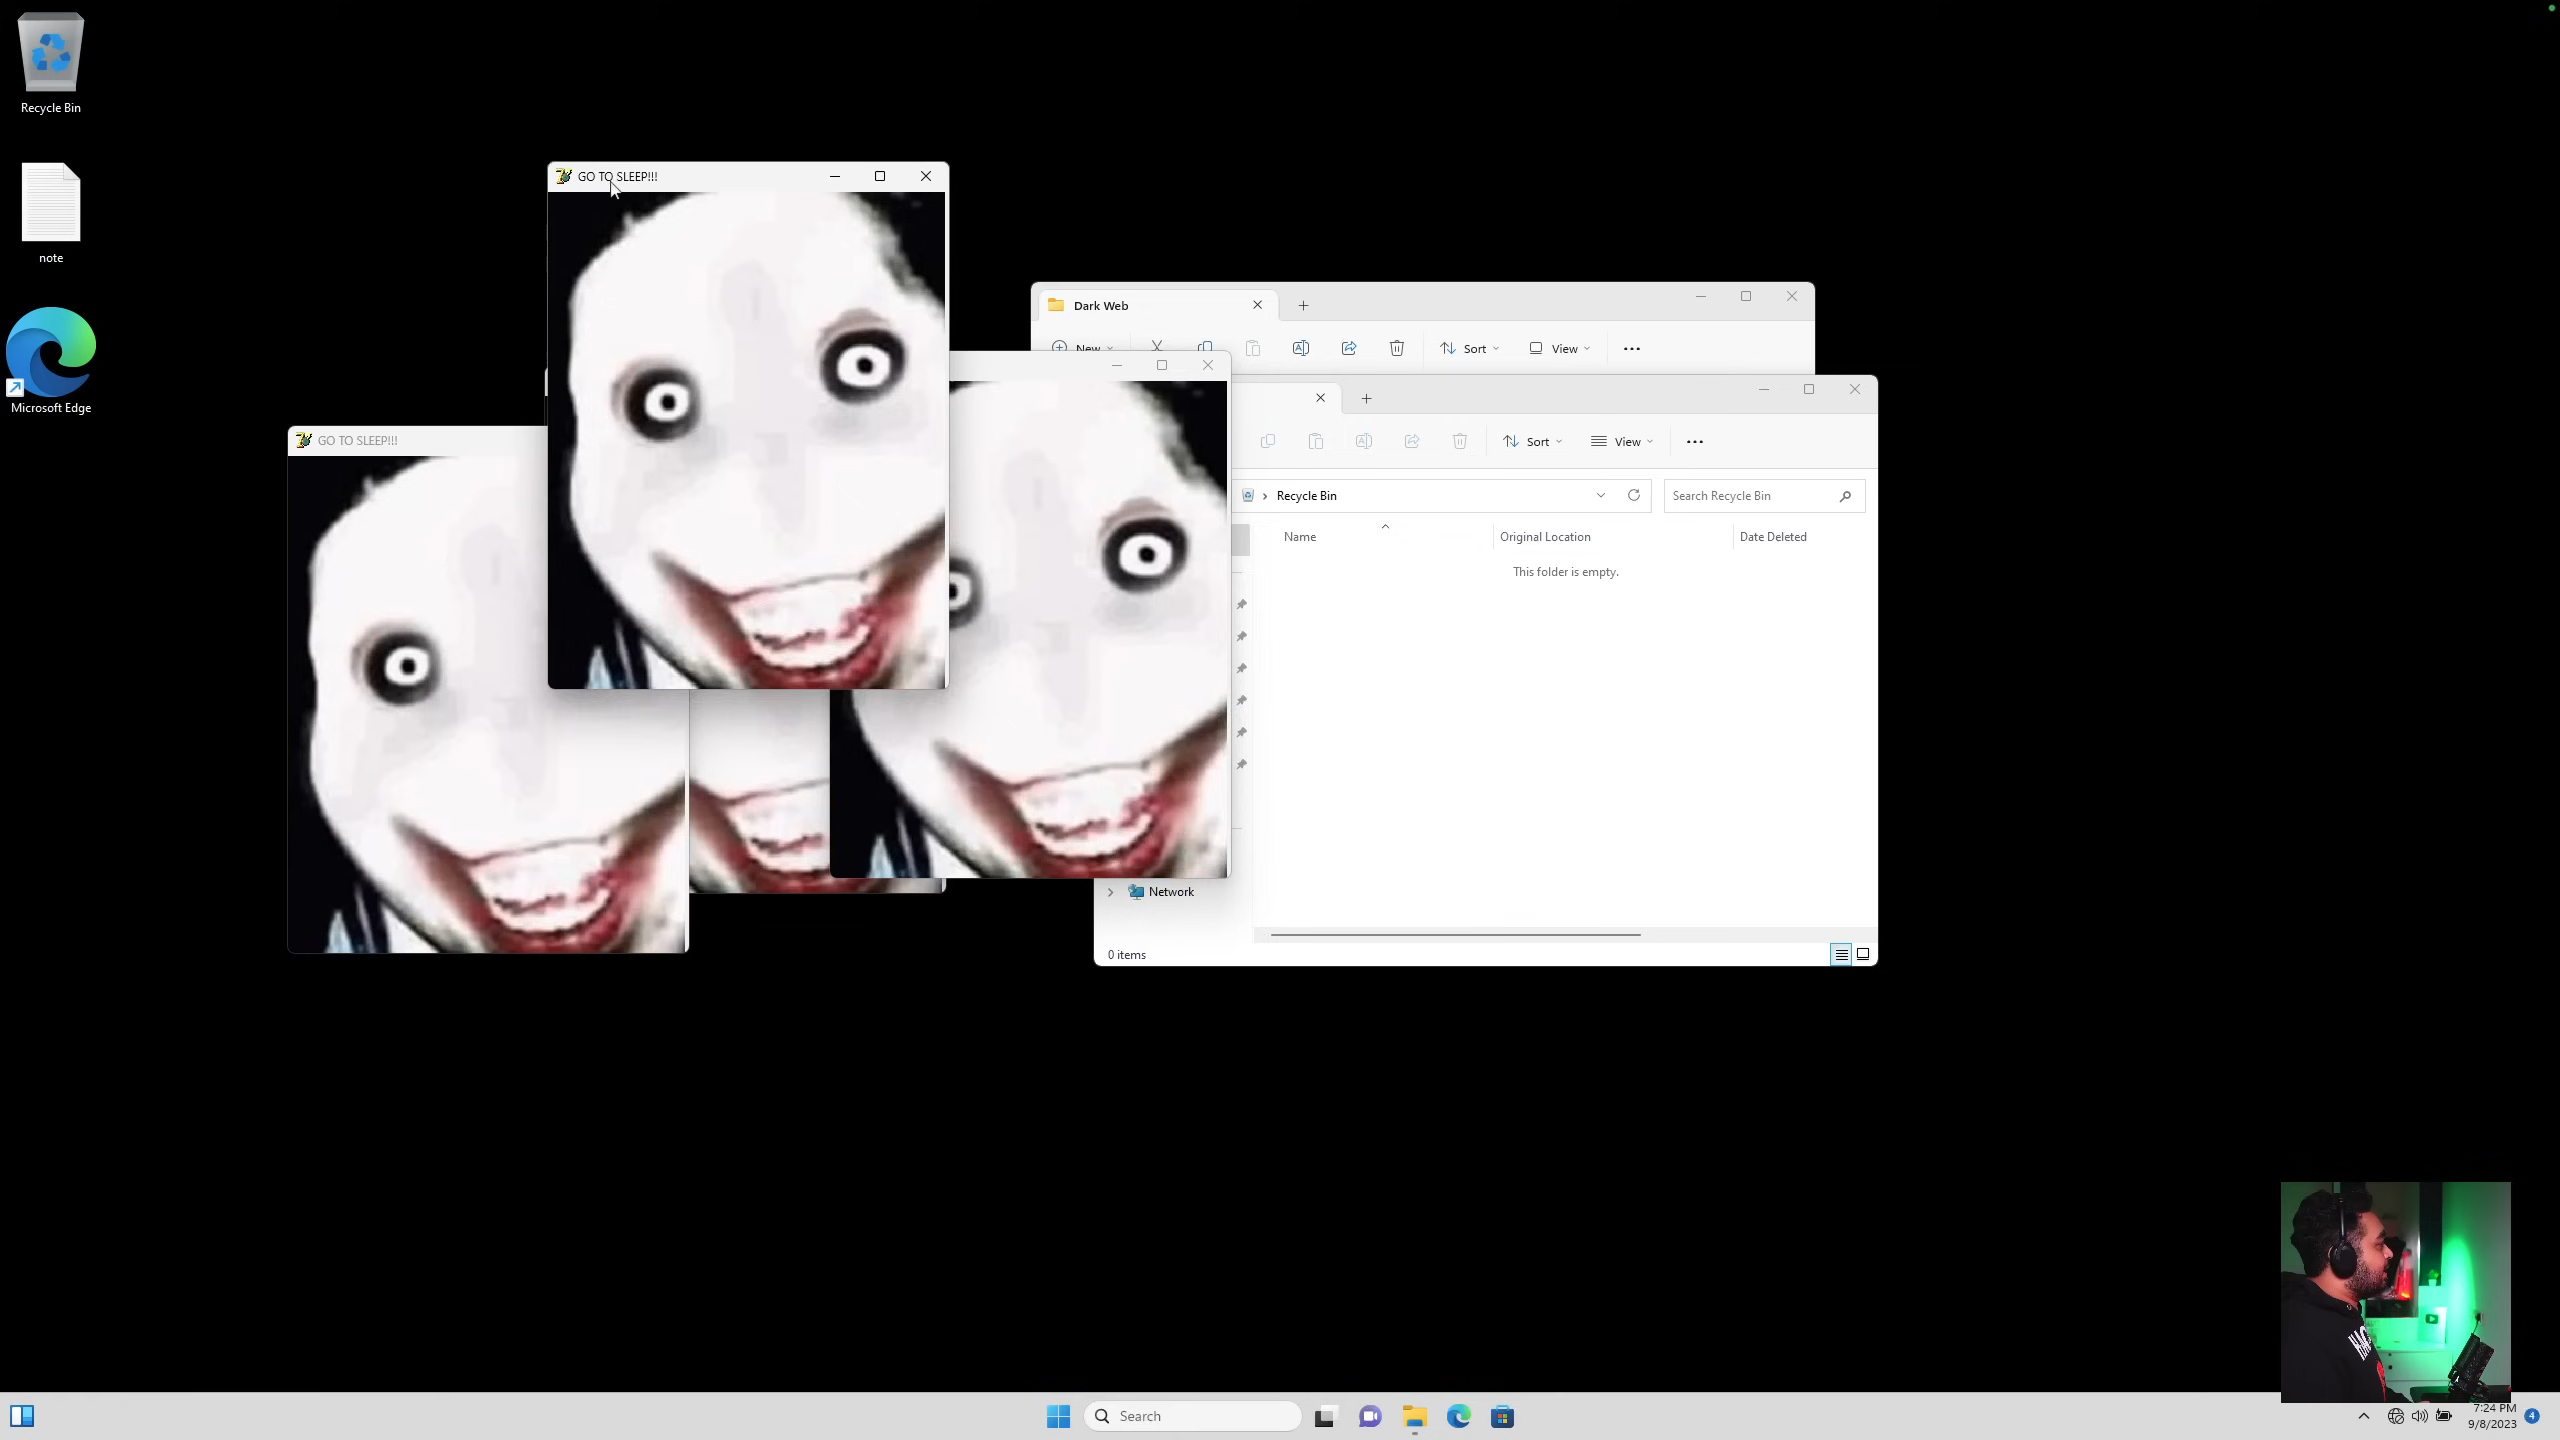 Recycle Bin
note
Microsoft Edge
GO TO SLEEP!!!
GO TO SLEEP!!!
Dark Web
New
Sort
View
Sort
View
Recycle Bin
Search Recycle Bin
Name
Original Location
Date Deleted
This folder is empty.
Network
0 items
Search
7:24 PM
9/8/2023
4